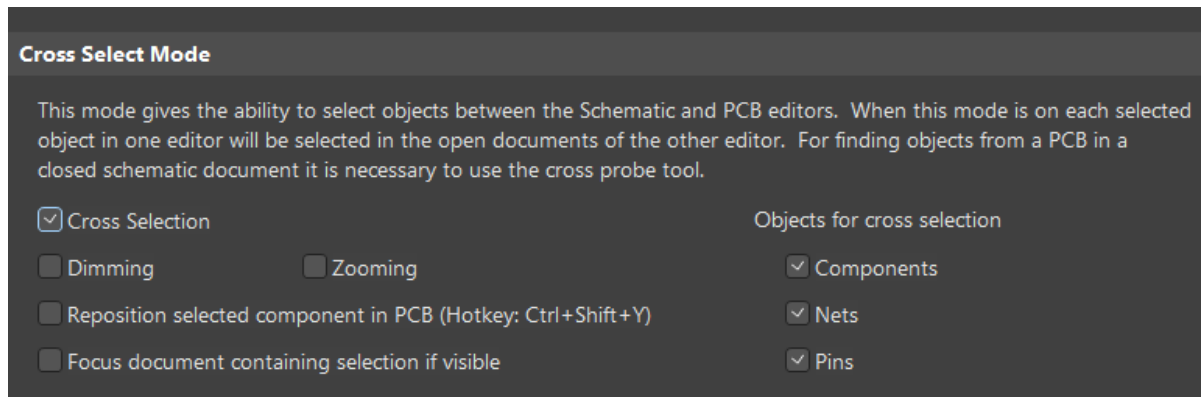 Cross Select Mode
This mode gives the ability to select objects between the Schematic and PCB editors.  When this mode is on each selected
object in one editor will be selected in the open documents of the other editor.  For finding objects from a PCB in a
closed schematic document it is necessary to use the cross probe tool.
Cross Selection
Objects for cross selection
Dimming
Zooming
Components
Reposition selected component in PCB (Hotkey: Ctrl+Shift+Y)
Nets
Focus document containing selection if visible
Pins